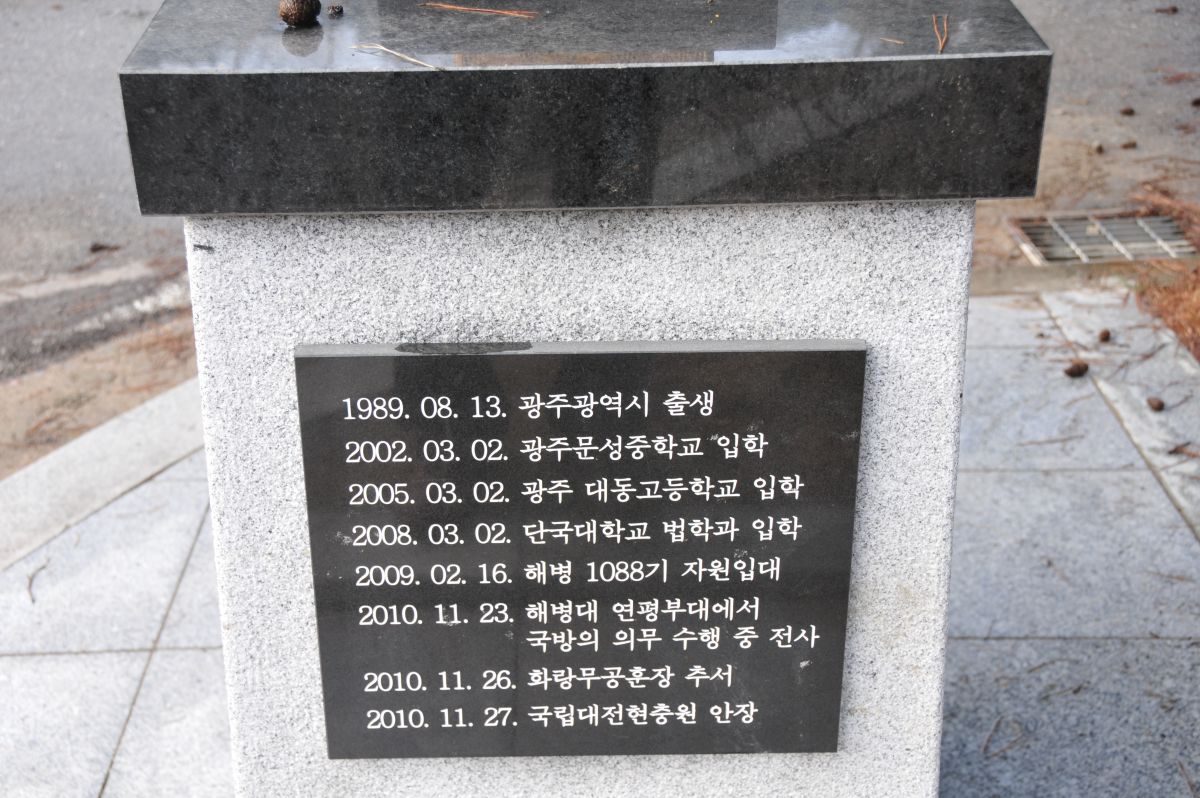 1989. 08. 13. 광주광역시 출생
2002. 03. 02. 광주문성중학교 입학
2005. 03. 02. 광주 대동고등학교 입학
2008. 03. 02. 단국대학교 법학과 입학
2009. 02. 16. 해병 1088기 자원입대
2010. 11. 23. 해병대 연평부대에서
국방의 의무 수행 중 전사
2010. 11. 26. 화랑무공훈장 추서
2010. 11. 27. 국립대전현충원 안장